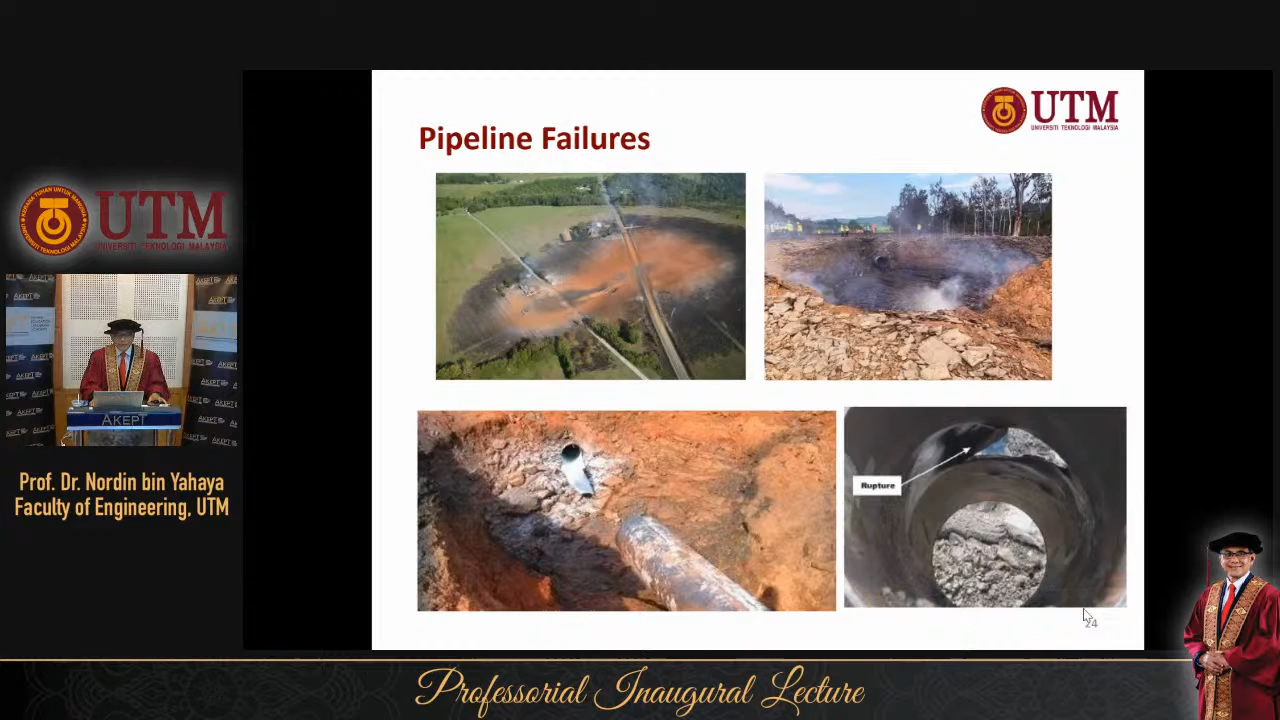 UTM
UNIVERSITI TEKNOLOGI MALAYSIA
Pipeline Failures
UTM
UNIVERSITI TEKNOLOGI MALAYSIA
AKEPT
Rupture
24
Prof. Dr. Nordin bin Yahaya
Faculty of Engineering, UTM
Professorial Inaugural Lecture